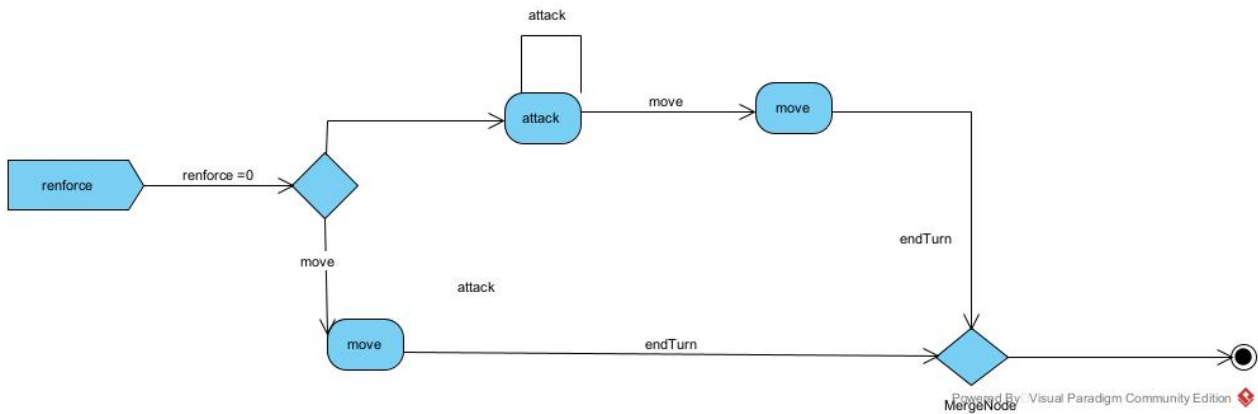 attack
attack
move
move
renforce
renforce =0
endTurn
move
attack
move
endTurn
MergeNode
Powered By Visual Paradigm Community Edition